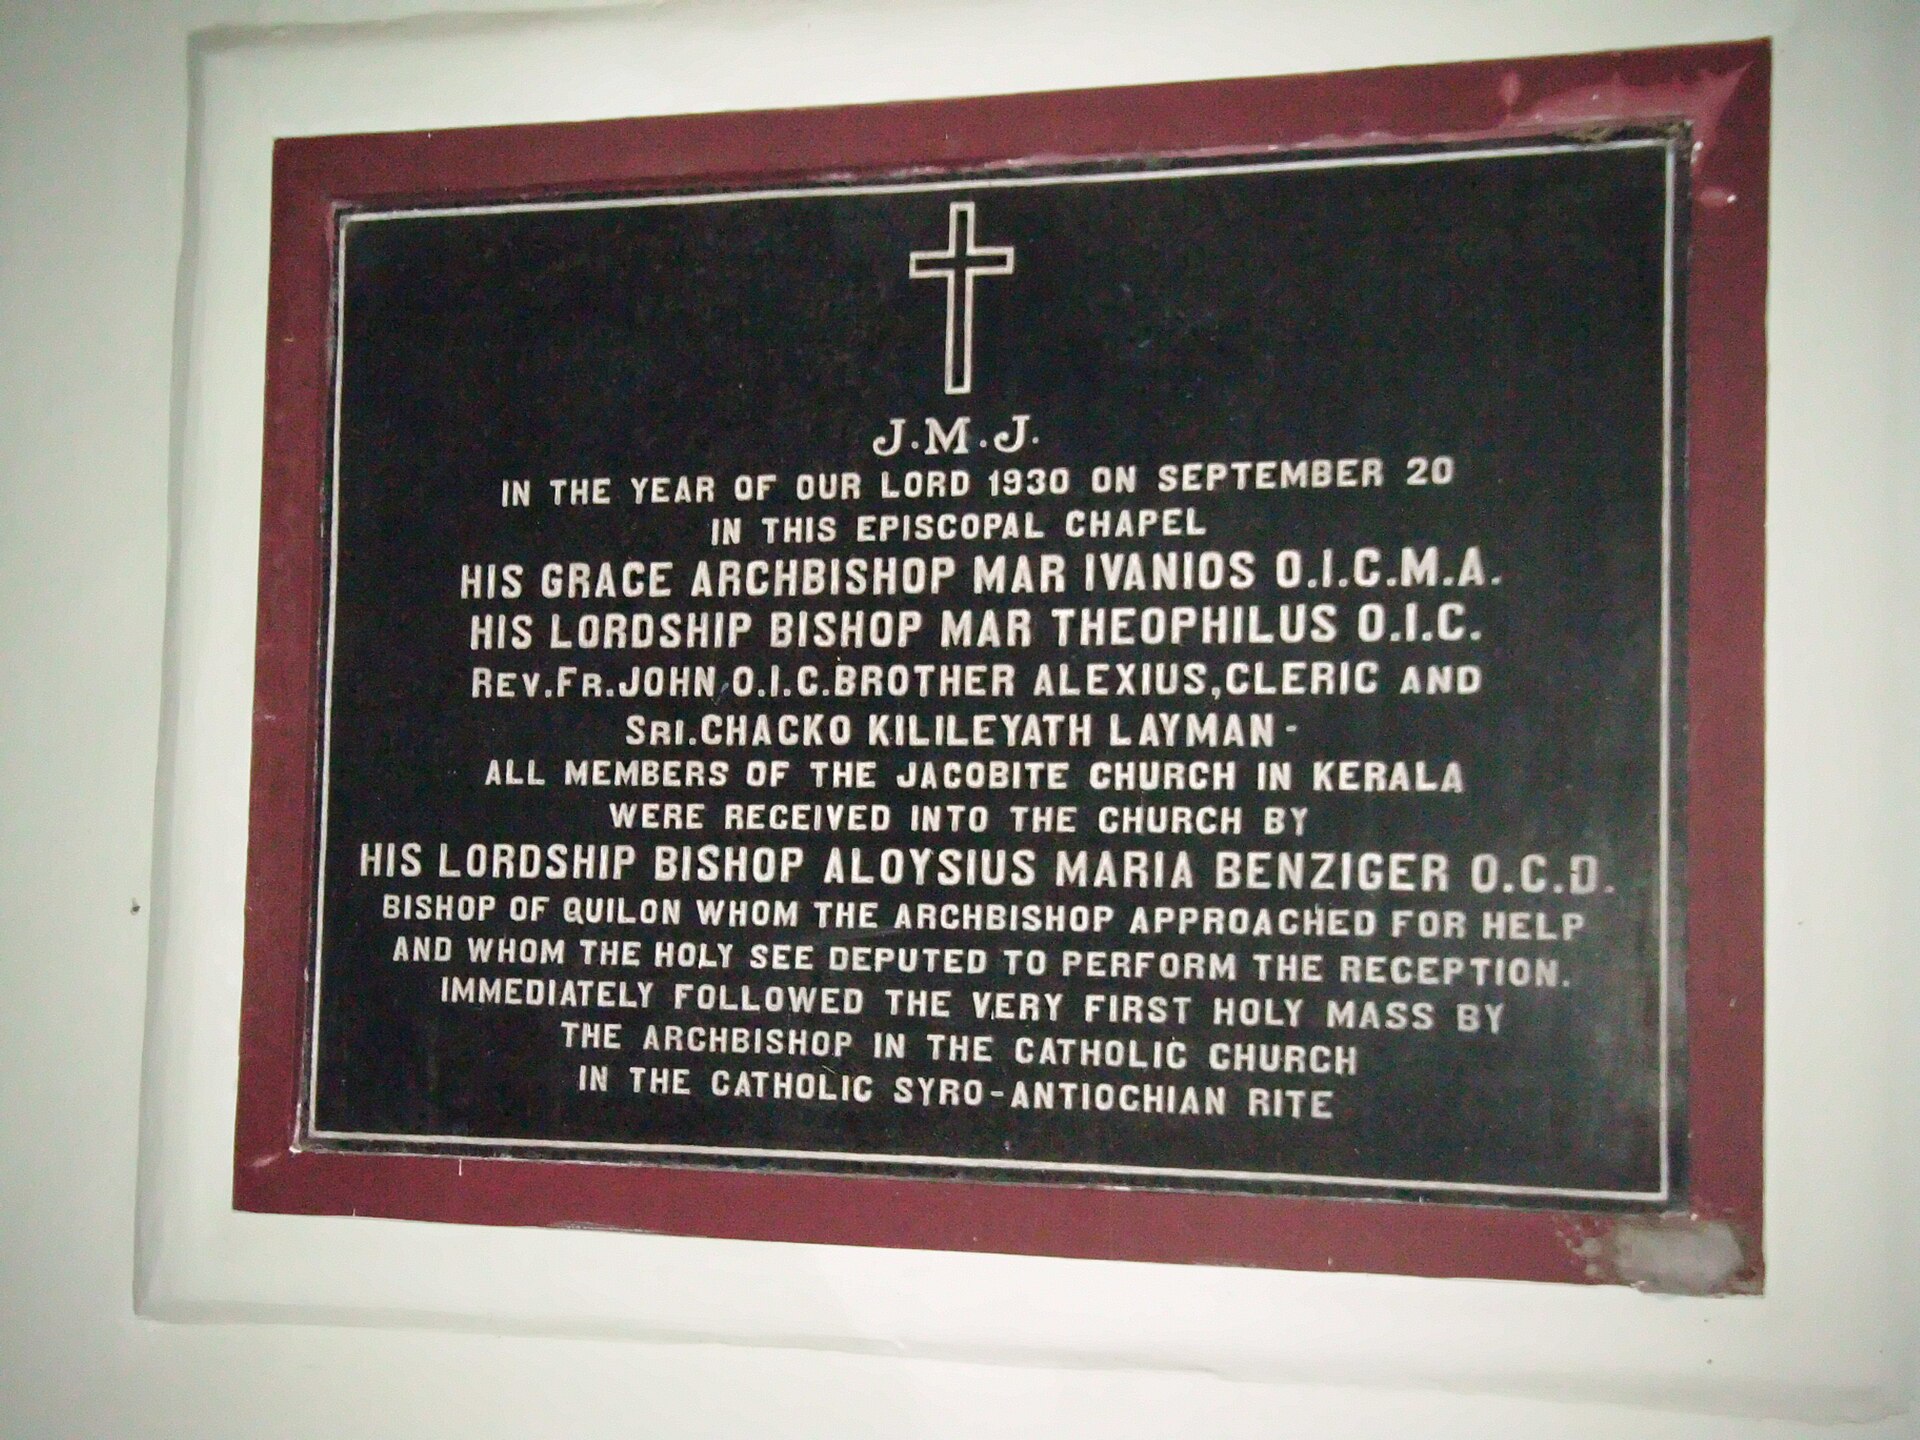 J.M.J.
IN THE YEAR OF OUR LORD 1930 ON SEPTEMBER 20
IN THIS EPISCOPAL CHAPEL
HIS GRACE ARCHBISHOP MAR IVANIOS O.I.C.M.A.
HIS LORDSHIP BISHOP MAR THEOPHILUS O.I.C.
REV.FR.JOHN O.I.C.BROTHER ALEXIUS,CLERIC AND
SRI.CHACKO KILILEYATH LAYMAN-
ALL MEMBERS OF THE JACOBITE CHURCH IN KERALA
WERE RECEIVED INTO THE CHURCH BY
HIS LORDSHIP BISHOP ALOYSIUS MARIA BENZIGER O.C.D.
BISHOP OF QUILON WHOM THE ARCHBISHOP APPROACHED FOR HELP
AND WHOM THE HOLY SEE DEPUTED TO PERFORM THE RECEPTION.
IMMEDIATELY FOLLOWED THE VERY FIRST HOLY MASS BY
THE ARCHBISHOP IN THE CATHOLIC CHURCH
IN THE CATHOLIC SYRO-ANTIOCHIAN RITE